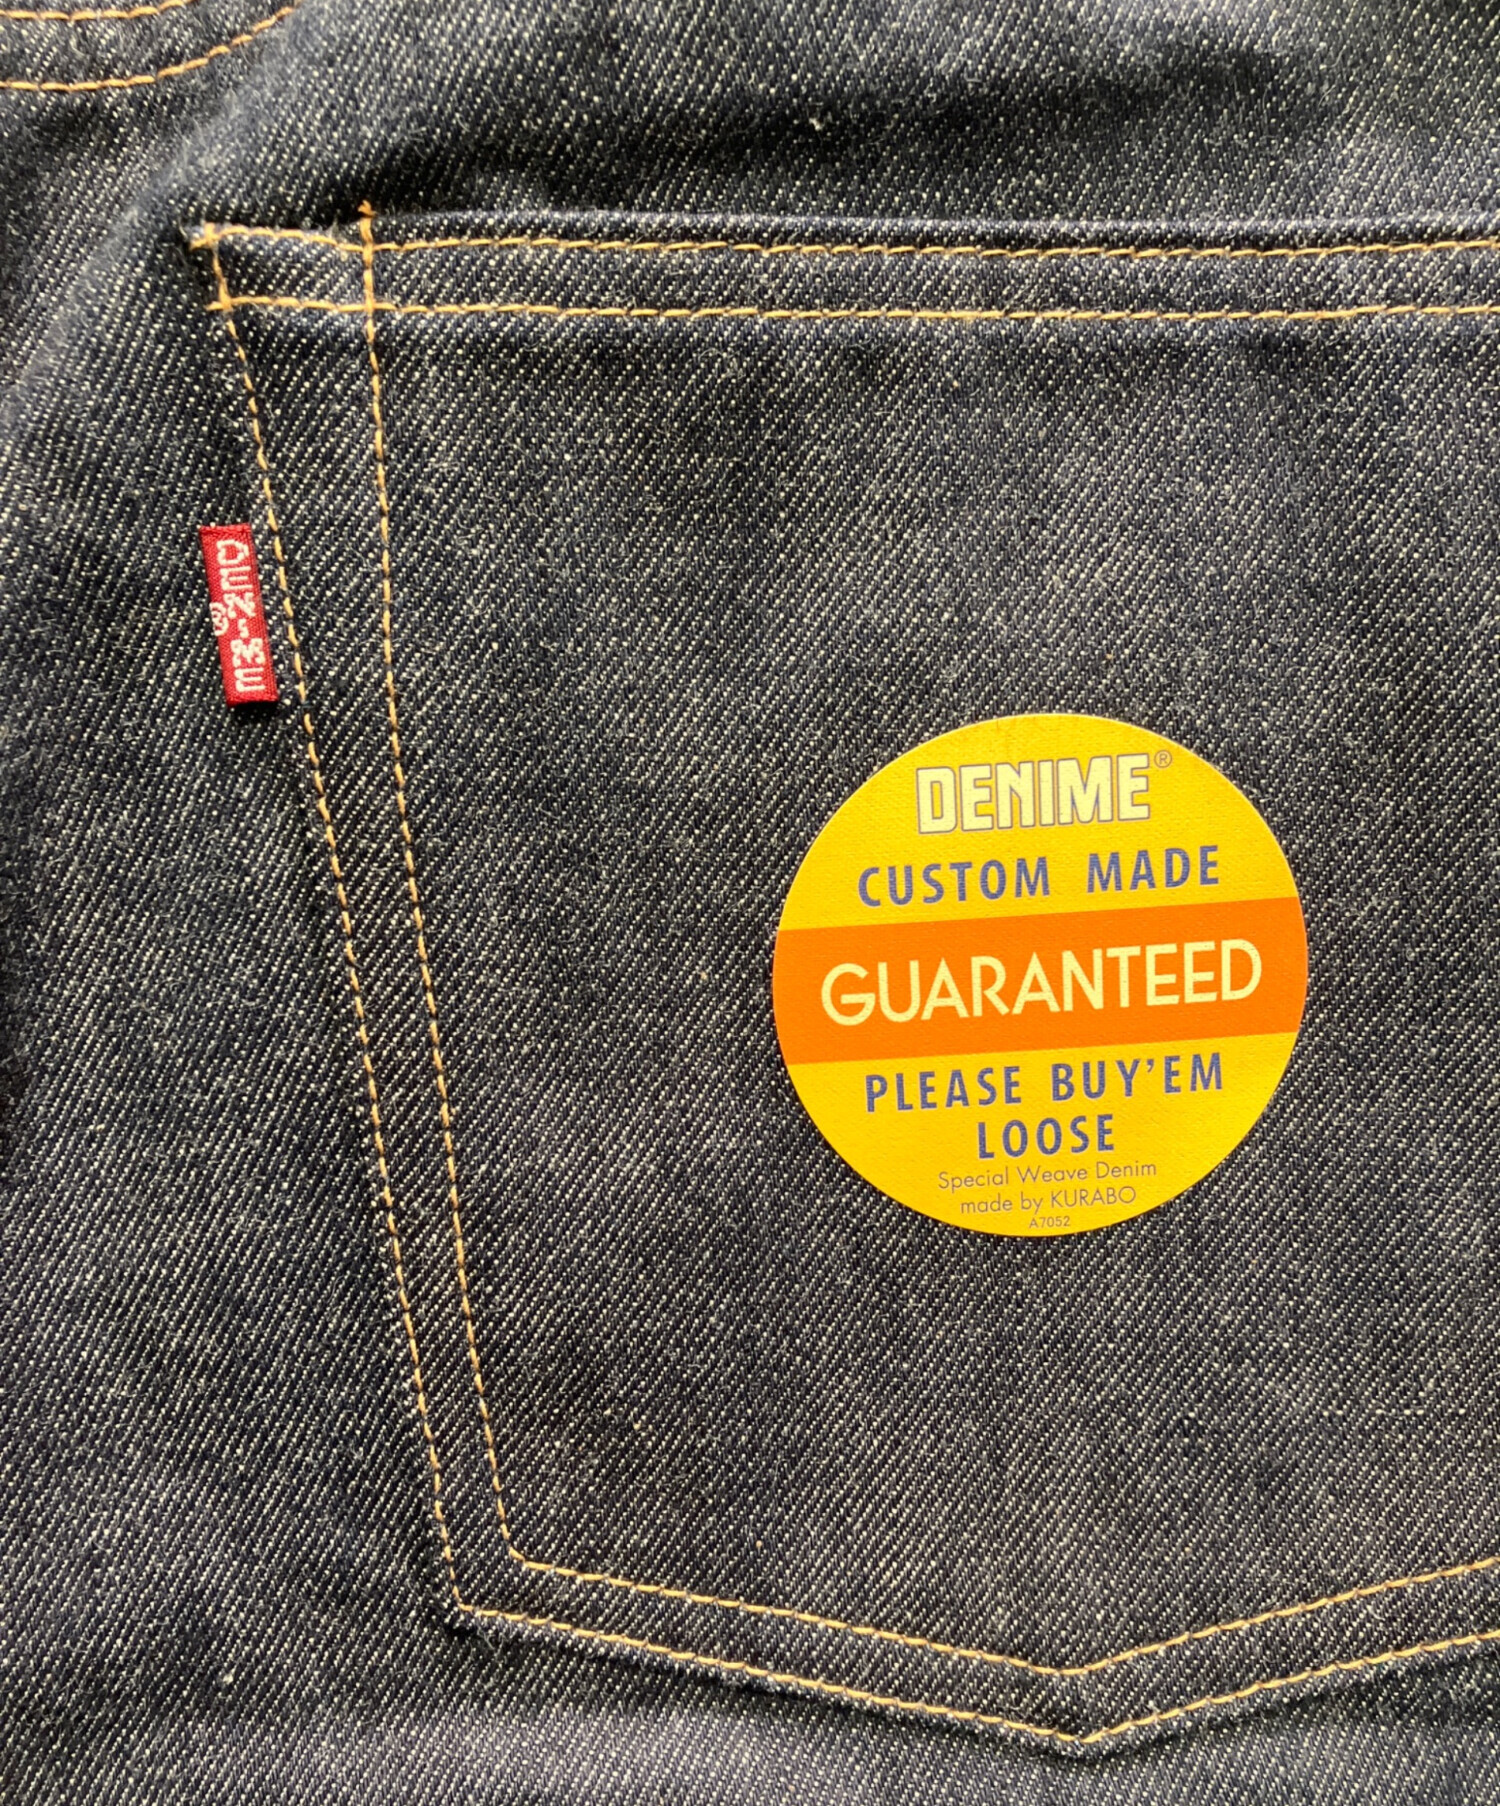 DENIME
®
DENIME®
CUSTOM MADE
GUARANTEED
PLEASE BUY'EM
LOOSE
Special Weave Denim
made by KURABO
A7052